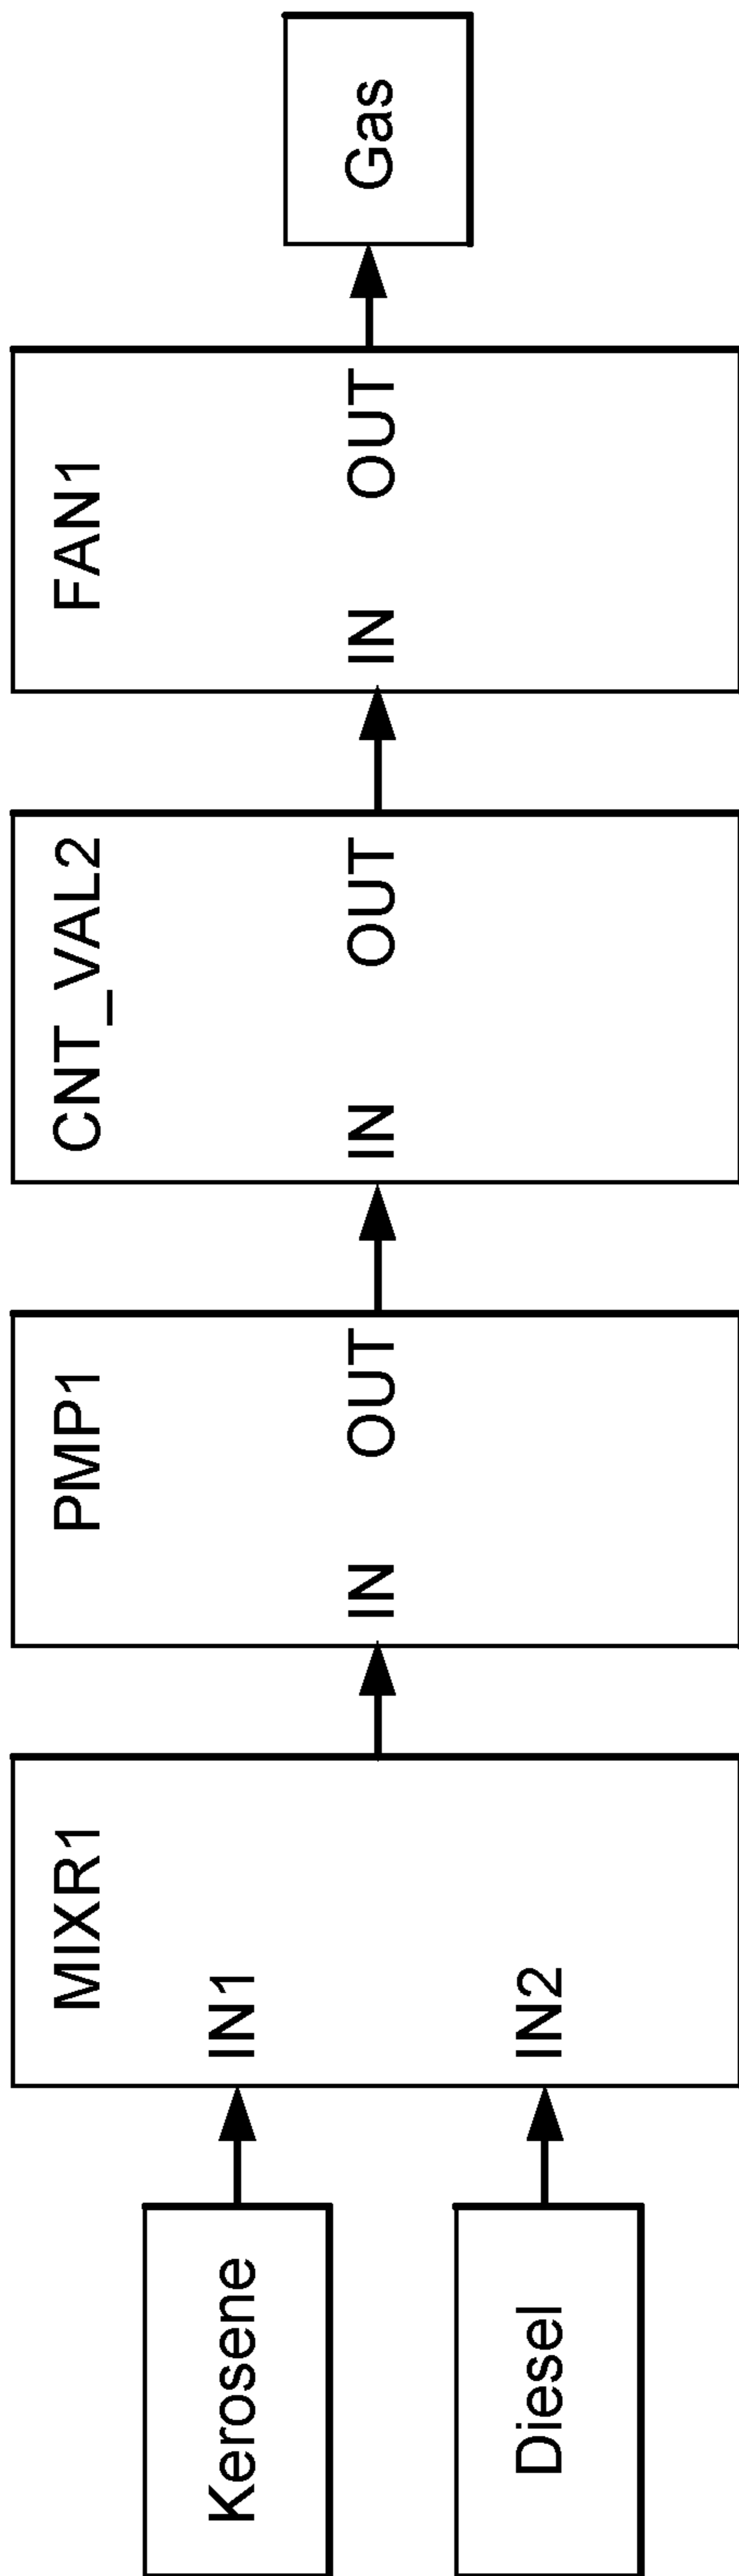 Kerosene
Diesel
MIXR1
IN1
IN2
PMP1
IN OUT
CNT_VAL2
IN OUT
FAN1
IN OUT
Gas